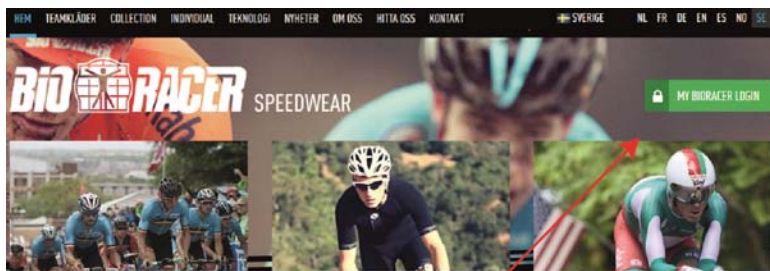 HEM TEAMKLÄDER COLLECTION INDIVIDUAL TEKNOLOGI NYHETER OM OSS HITTA OSS KONTAKT SVERIGE NL FR DE EN ES NO SE
BIORACER SPEEDWEAR
MY BIORACER LOGIN